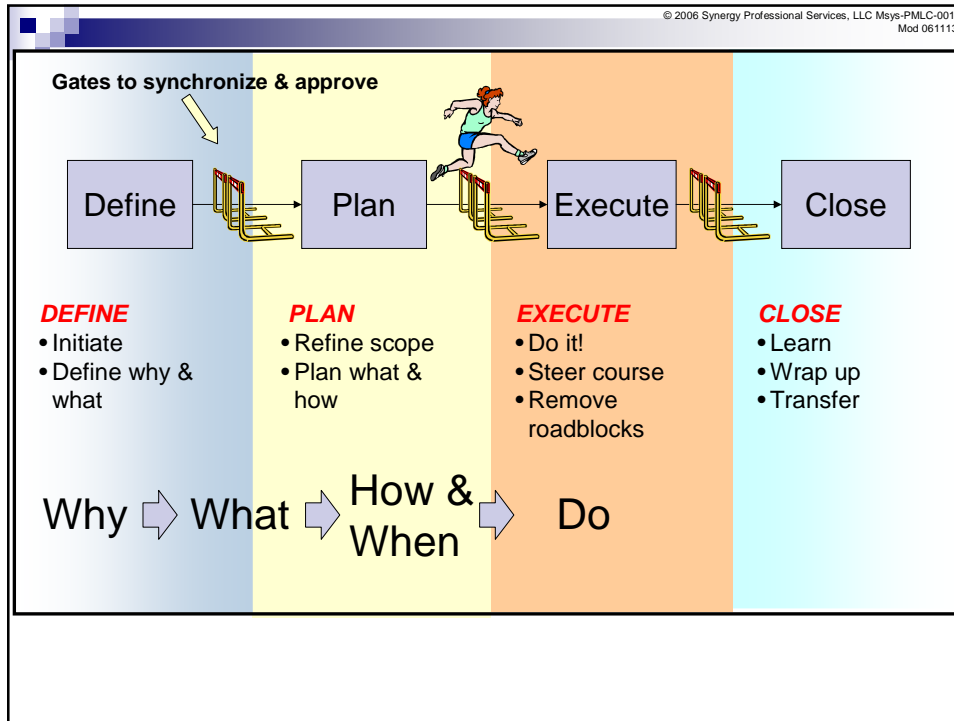 © 2006 Synergy Professional Services, LLC Msys-PMLC-001
Mod 061113
Gates to synchronize & approve
Define
Plan
Execute
Close
DEFINE
• Initiate
• Define why &
what
PLAN
• Refine scope
• Plan what &
how
EXECUTE
• Do it!
• Steer course
• Remove
roadblocks
CLOSE
• Learn
• Wrap up
• Transfer
Why
What
How &
When
Do